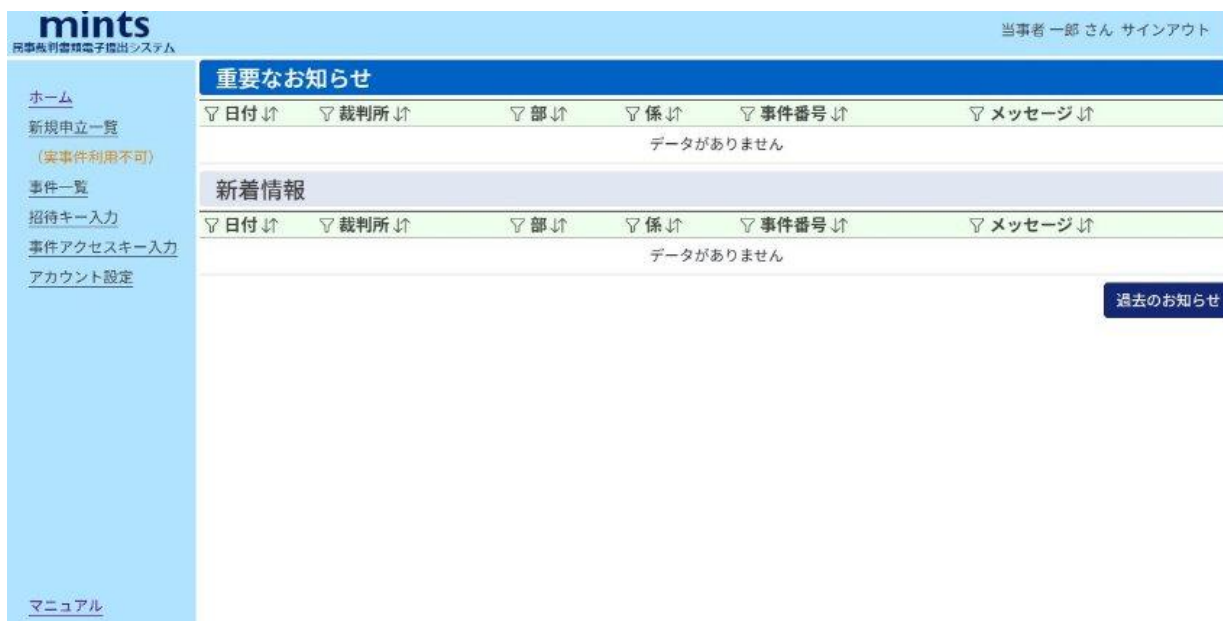 mints
民事裁判書類電子提出システム
当事者 一郎 さん サインアウト
ホーム
新規申立一覧
（実事件利用不可）
事件一覧
招待キー入力
事件アクセスキー入力
アカウント設定
マニュアル
重要なお知らせ
日付 裁判所 部 係 事件番号 メッセージ
データがありません
新着情報
日付 裁判所 部 係 事件番号 メッセージ
データがありません
過去のお知らせ